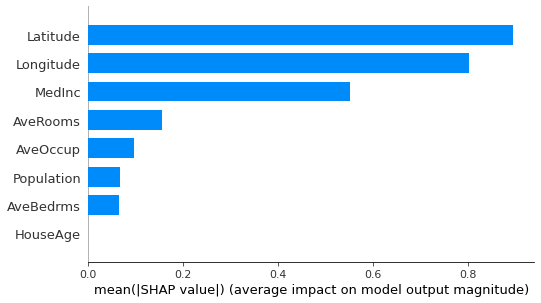 Latitude
Longitude
MedInc
AveRooms
AveOccup
Population
AveBedrms
HouseAge
0.0 0.2 0.4 0.6 0.8
mean(|SHAP value|) (average impact on model output magnitude)